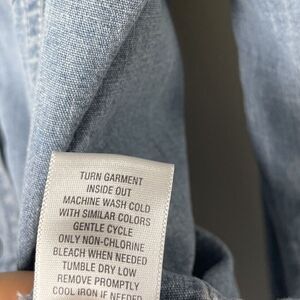 TURN GARMENT
INSIDE OUT
MACHINE WASH COLD
WITH SIMILAR COLORS
GENTLE CYCLE
ONLY NON-CHLORINE
BLEACH WHEN NEEDED
TUMBLE DRY LOW
REMOVE PROMPTLY
COOL IRON IF NEEDED